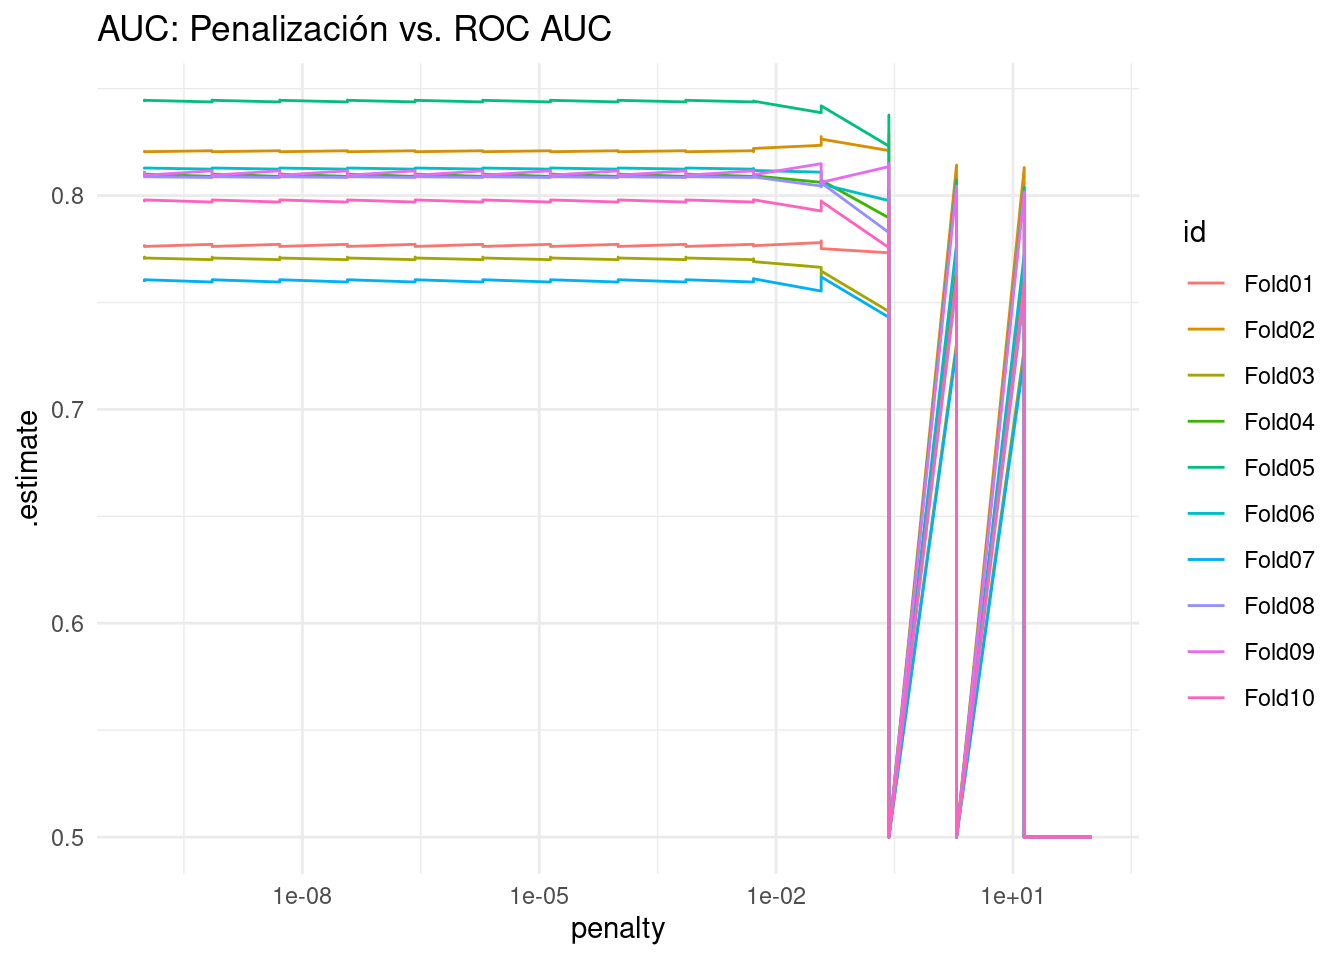 AUC: Penalización vs. ROC AUC
.estimate
0.8
0.7
0.6
0.5
1e-08
1e-05
1e-02
1e+01
penalty
id
Fold01
Fold02
Fold03
Fold04
Fold05
Fold06
Fold07
Fold08
Fold09
Fold10